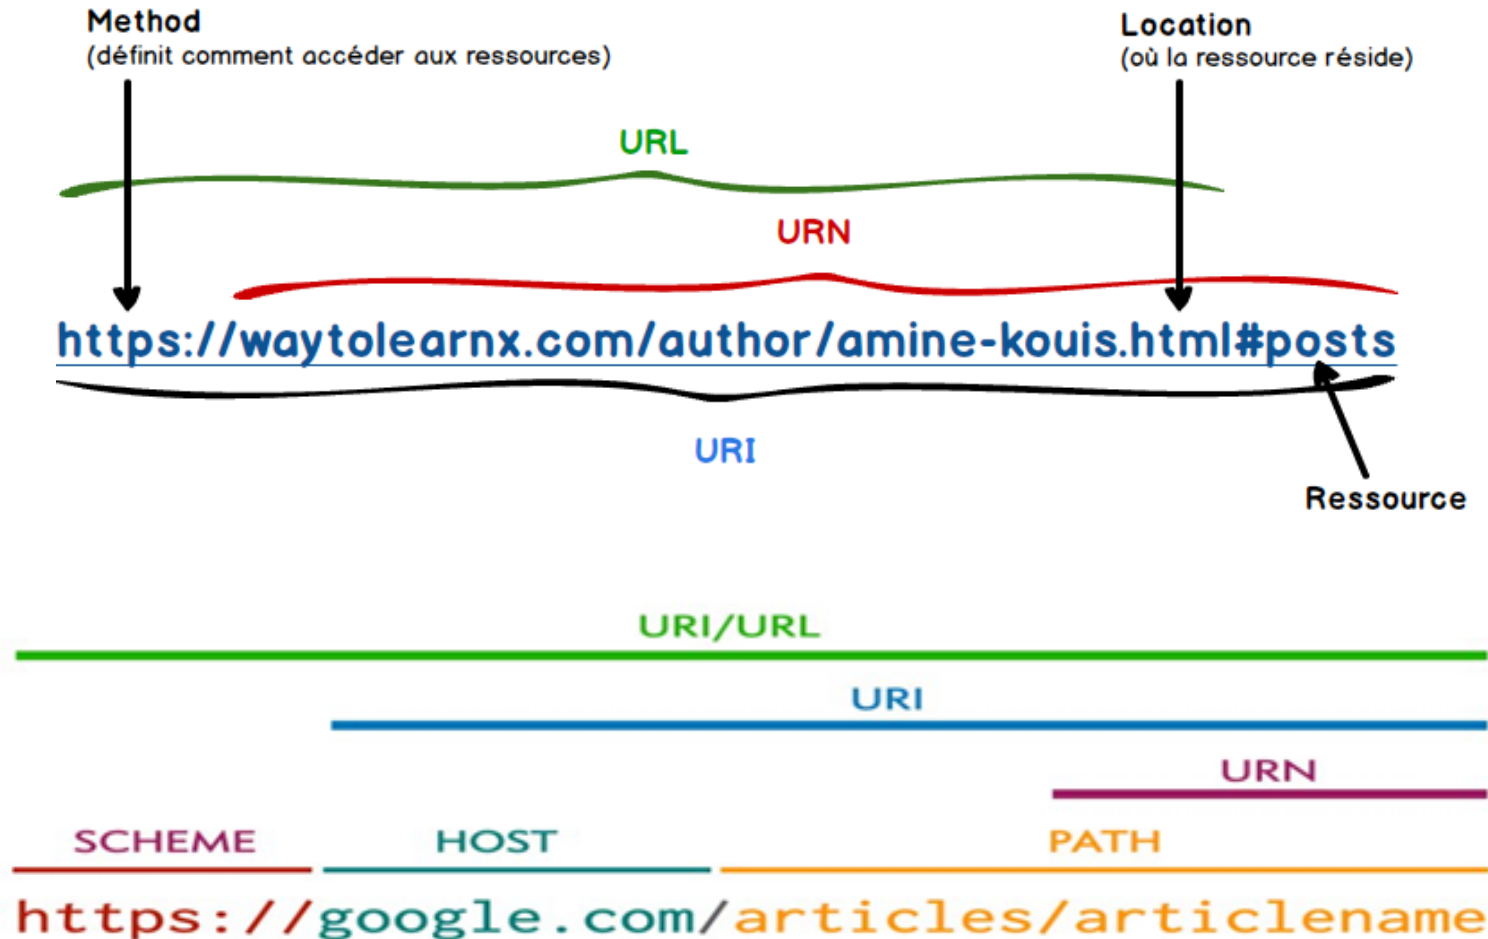 Method
(définit comment accéder aux ressources)
Location
(où la ressource réside)
URL
URN
https://waytolearnx.com/author/amine-kouis.html#posts
URI
Ressource
URI/URL
URI
URN
SCHEME HOST PATH
https://google.com/articles/articlename